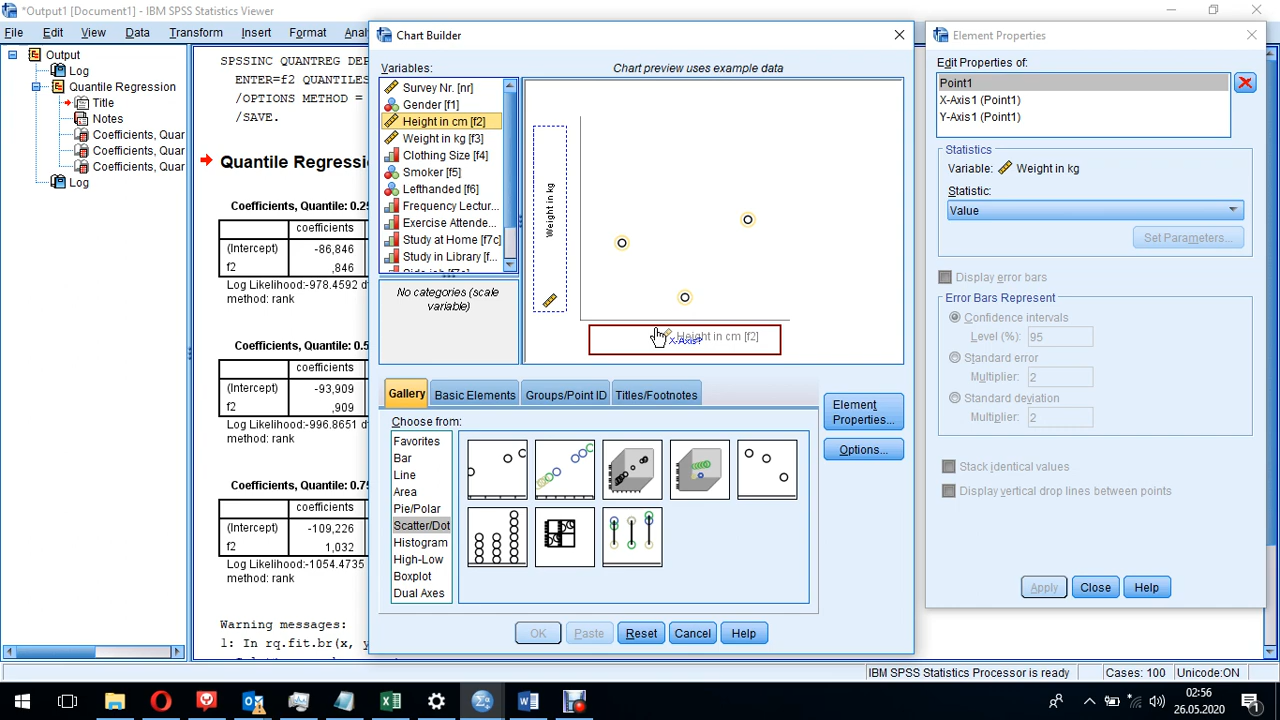 *Output1 [Document1] - IBM SPSS Statistics Viewer
File Edit View Data Transform Insert Format
Output
Log
Quantile Regression
Title
Notes
Coefficients, Quar
Coefficients, Quar
Coefficients, Quar
Log
SPSSINC QUANTREG DEP
ENTER=f2 QUANTILES
/OPTIONS METHOD =
/SAVE.
Quantile Regressi
Coefficients, Quantile: 0.25
coefficients
(Intercept) -86,846
f2 ,846
Log Likelihood:-978.4592
method: rank
Coefficients, Quantile: 0.5
coefficients
(Intercept) -93,909
f2 ,909
Log Likelihood:-996.8651
method: rank
Coefficients, Quantile: 0.75
coefficients
(Intercept) -109,226
f2 1,032
Log Likelihood:-1054.4735
method: rank
Warning messages:
1: In rq.fit.br(x, y
Chart Builder
Variables:
Survey Nr. [nr]
Gender [f1]
Height in cm [f2]
Weight in kg [f3]
Clothing Size [f4]
Smoker [f5]
Lefthanded [f6]
Frequency Lectur...
Exercise Attende...
Study at Home [f7c]
Study in Library [f...
No categories (scale
variable)
Chart preview uses example data
Weight in kg
Height in cm [f2]
X-Axis?
Gallery Basic Elements Groups/Point ID Titles/Footnotes
Choose from:
Favorites
Bar
Line
Area
Pie/Polar
Scatter/Dot
Histogram
High-Low
Boxplot
Dual Axes
Element
Properties...
Options...
OK Paste Reset Cancel Help
Element Properties
Edit Properties of:
Point1
X-Axis1 (Point1)
Y-Axis1 (Point1)
Statistics
Variable: Weight in kg
Statistic:
Value
Set Parameters...
Display error bars
Error Bars Represent
Confidence intervals
Level (%): 95
Standard error
Multiplier: 2
Standard deviation
Multiplier: 2
Stack identical values
Display vertical drop lines between points
Apply Close Help
IBM SPSS Statistics Processor is ready Cases: 100 Unicode:ON
02:56
26.05.2020